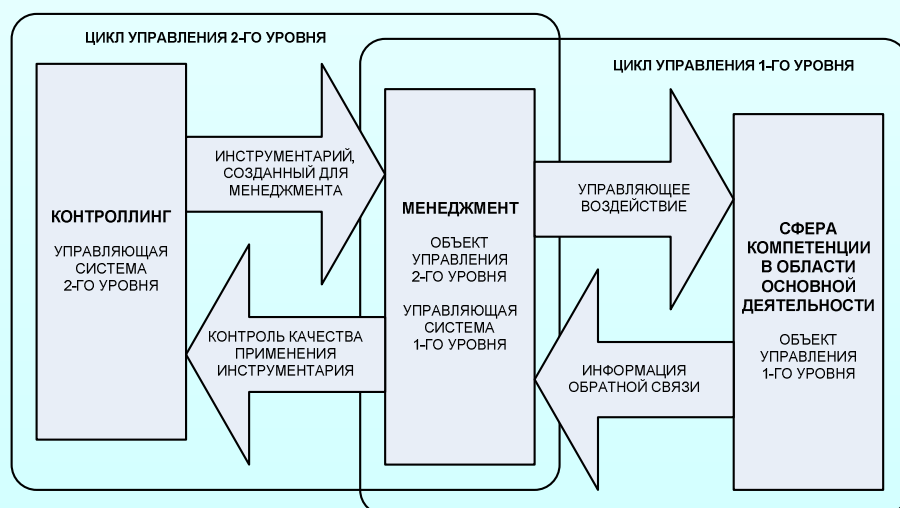 ЦИКЛ УПРАВЛЕНИЯ 2-ГО УРОВНЯ
ЦИКЛ УПРАВЛЕНИЯ 1-ГО УРОВНЯ
КОНТРОЛЛИНГ
УПРАВЛЯЮЩАЯ
СИСТЕМА
2-ГО УРОВНЯ
ИНСТРУМЕНТАРИЙ,
СОЗДАННЫЙ ДЛЯ
МЕНЕДЖМЕНТА
КОНТРОЛЬ КАЧЕСТВА
ПРИМЕНЕНИЯ
ИНСТРУМЕНТАРИЯ
МЕНЕДЖМЕНТ
ОБЪЕКТ
УПРАВЛЕНИЯ
2-ГО УРОВНЯ
УПРАВЛЯЮЩАЯ
СИСТЕМА
1-ГО УРОВНЯ
УПРАВЛЯЮЩЕЕ
ВОЗДЕЙСТВИЕ
ИНФОРМАЦИЯ
ОБРАТНОЙ СВЯЗИ
СФЕРА
КОМПЕТЕНЦИИ
В ОБЛАСТИ
ОСНОВНОЙ
ДЕЯТЕЛЬНОСТИ
ОБЪЕКТ
УПРАВЛЕНИЯ
1-ГО УРОВНЯ